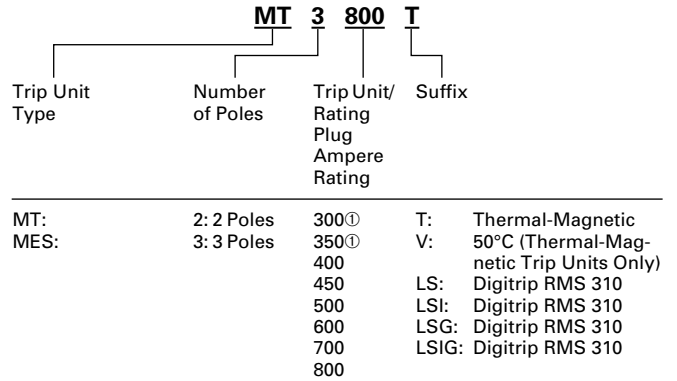 MT 3 800 T
Trip Unit Type
Number of Poles
Trip Unit/ Rating Plug Ampere Rating
Suffix
MT:
MES:
2: 2 Poles
3: 3 Poles
300①
350①
400
450
500
600
700
800
T: Thermal-Magnetic
V: 50°C (Thermal-Mag-
netic Trip Units Only)
LS: Digitrip RMS 310
LSI: Digitrip RMS 310
LSG: Digitrip RMS 310
LSIG: Digitrip RMS 310